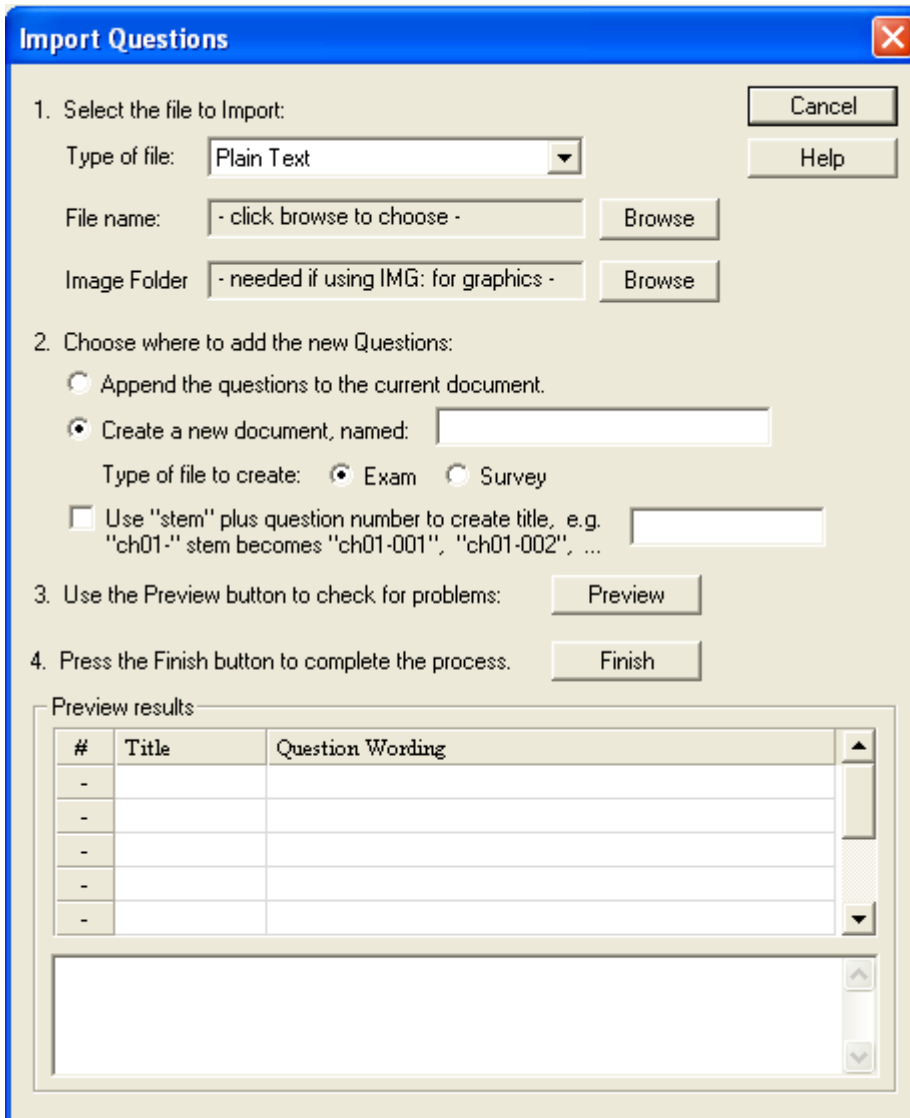 Import Questions
1. Select the file to Import:
Cancel
Type of file:
Plain Text
Help
File name:
- click browse to choose -
Browse
Image Folder
- needed if using IMG: for graphics -
Browse
2. Choose where to add the new Questions:
Append the questions to the current document.
Create a new document, named:
Type of file to create:
Exam
Survey
Use "stem" plus question number to create title, e.g.
"ch01-" stem becomes "ch01-001", "ch01-002", ...
3. Use the Preview button to check for problems:
Preview
4. Press the Finish button to complete the process.
Finish
Preview results
# Title Question Wording
-
-
-
-
-